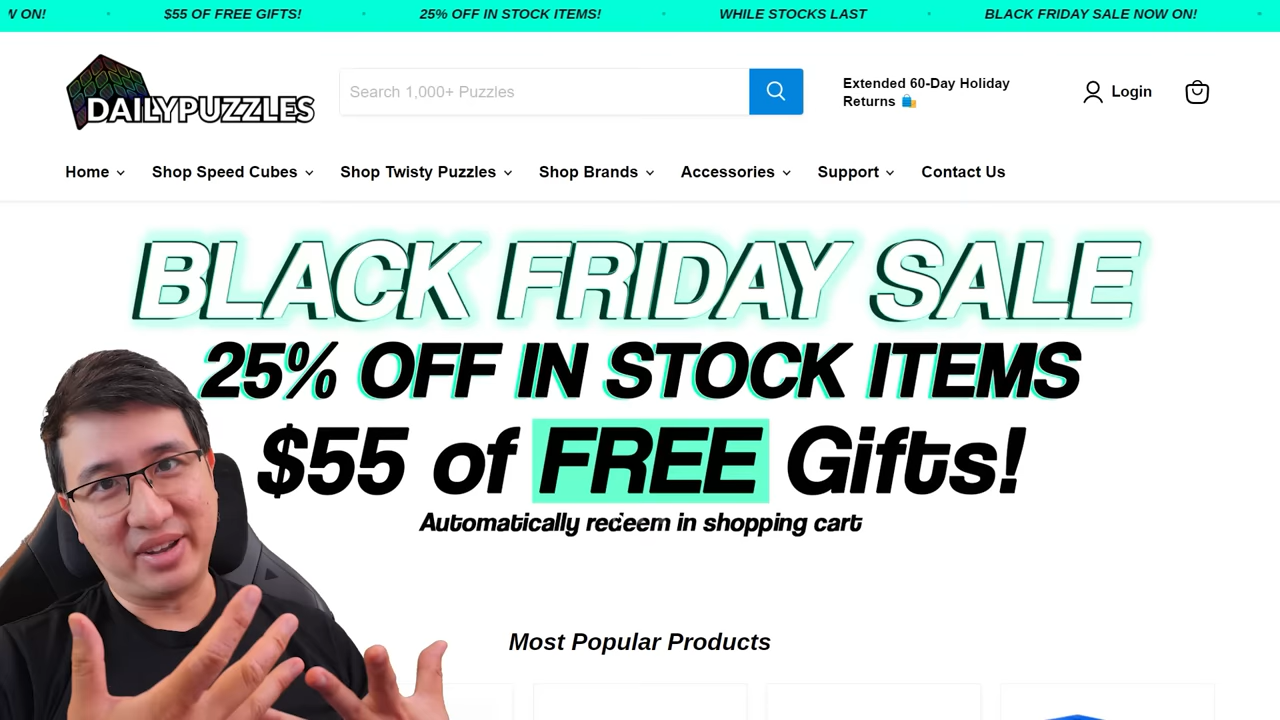 W ON!
$55 OF FREE GIFTS!
25% OFF IN STOCK ITEMS!
WHILE STOCKS LAST
BLACK FRIDAY SALE NOW ON!
DAILYPUZZLES
Search 1,000+ Puzzles
Extended 60-Day Holiday
Returns 🛍️
Login
Home
Shop Speed Cubes
Shop Twisty Puzzles
Shop Brands
Accessories
Support
Contact Us
BLACK FRIDAY SALE
25% OFF IN STOCK ITEMS
$55 of FREE Gifts!
Automatically redeem in shopping cart
Most Popular Products